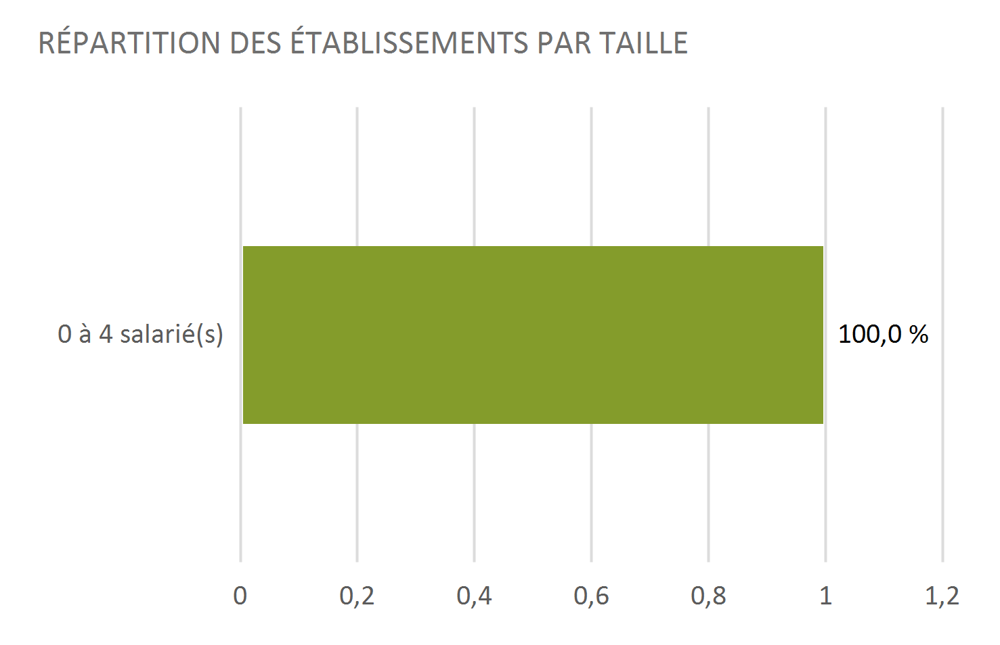 RÉPARTITION DES ÉTABLISSEMENTS PAR TAILLE
0 à 4 salarié(s)
100,0 %
0 0,2 0,4 0,6 0,8 1 1,2